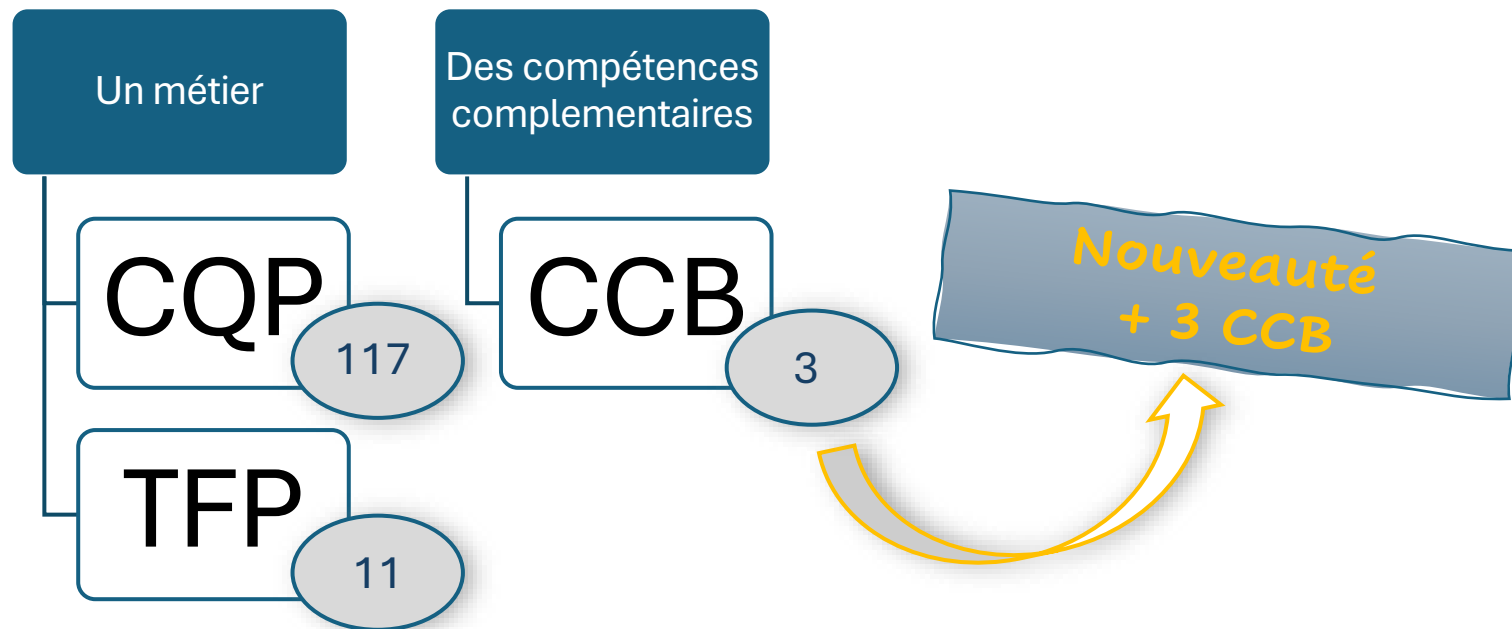 Un métier
CQP
117
TFP
11
Des compétences
complementaires
CCB
3
Nouveauté
+ 3 CCB